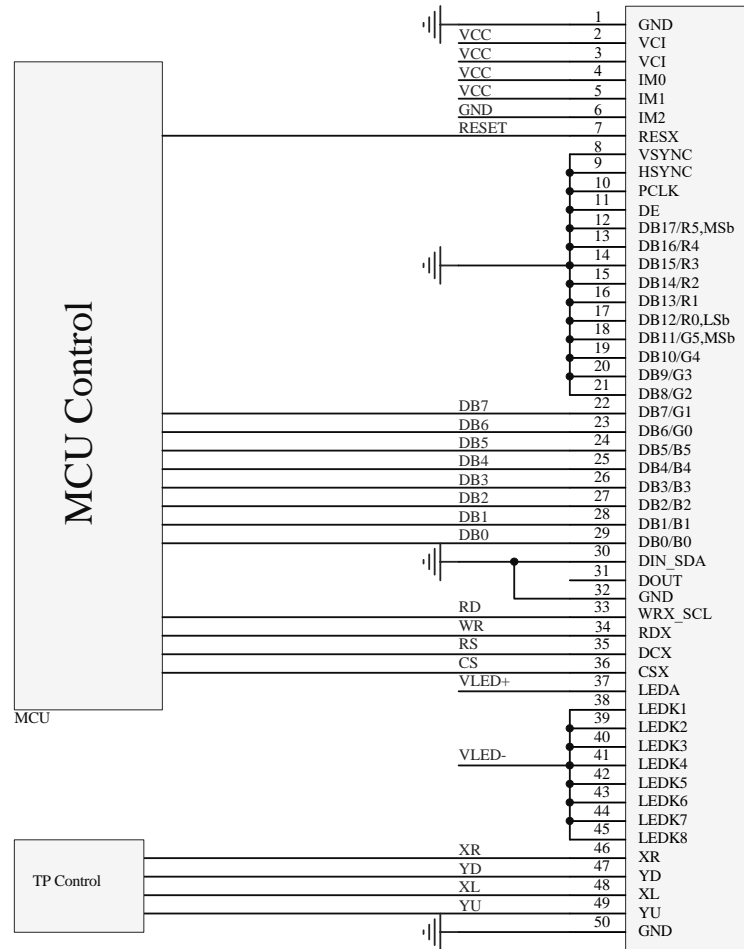 1 GND
VCC 2 VCI
VCC 3 VCI
VCC 4 IM0
VCC 5 IM1
GND 6 IM2
RESET 7 RESX
8 VSYNC
9 HSYNC
10 PCLK
11 DE
12 DB17/R5,MSb
13 DB16/R4
14 DB15/R3
15 DB14/R2
16 DB13/R1
17 DB12/R0,LSb
18 DB11/G5,MSb
19 DB10/G4
20 DB9/G3
21 DB8/G2
MCU Control
DB7 22 DB7/G1
DB6 23 DB6/G0
DB5 24 DB5/B5
DB4 25 DB4/B4
DB3 26 DB3/B3
DB2 27 DB2/B2
DB1 28 DB1/B1
DB0 29 DB0/B0
30 DIN_SDA
31 DOUT
32 GND
RD 33 WRX_SCL
WR 34 RDX
RS 35 DCX
CS 36 CSX
VLED+ 37 LEDA
MCU
38 LEDK1
39 LEDK2
40 LEDK3
VLED- 41 LEDK4
42 LEDK5
43 LEDK6
44 LEDK7
45 LEDK8
XR 46 XR
TP Control
YD 47 YD
XL 48 XL
YU 49 YU
50 GND